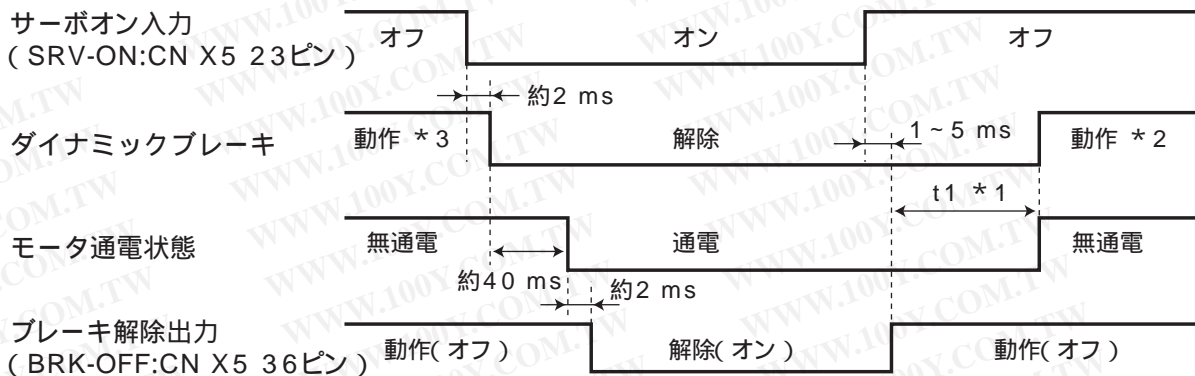 サーボオン入力
( SRV-ON:CN X5 23ピン )
オフ
オン
オフ
約2 ms
ダイナミックブレーキ
動作 *3
解除
1~5 ms
動作 *2
t1 *1
モータ通電状態
無通電
通電
無通電
約40 ms
約2 ms
ブレーキ解除出力
( BRK-OFF:CN X5 36ピン )
動作( オフ )
解除( オン )
動作( オフ )
WWW.100Y.COM.TW